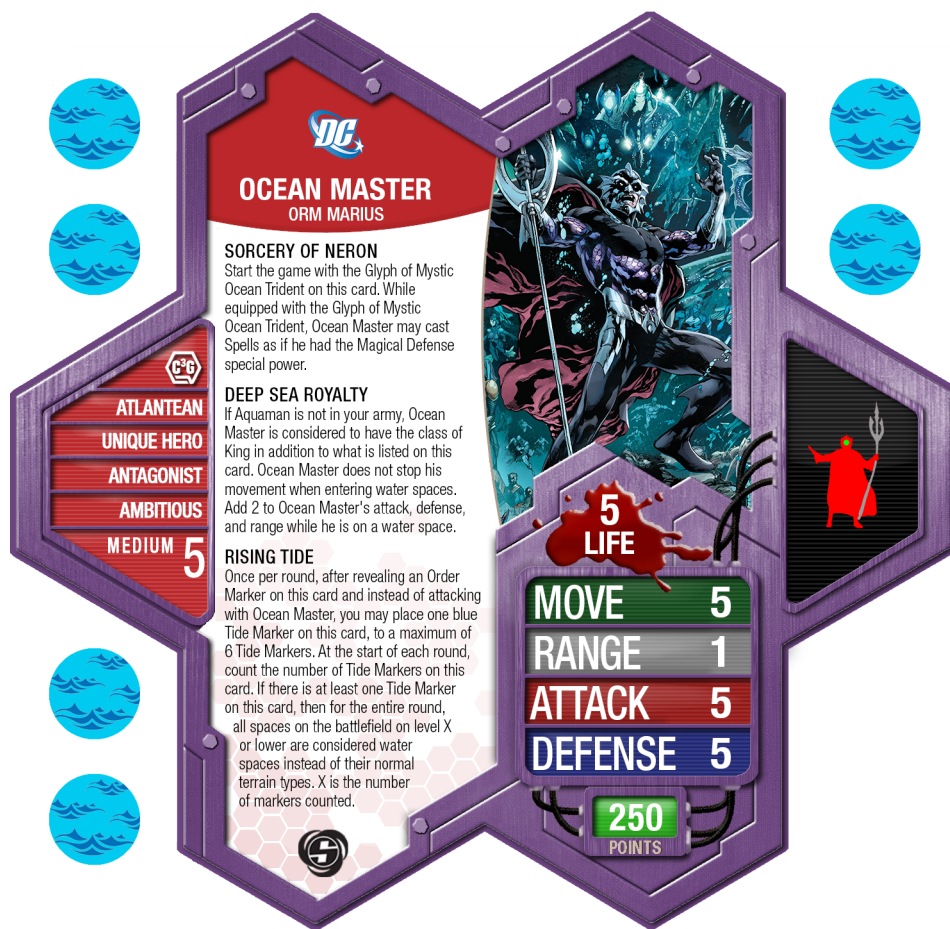 DC
OCEAN MASTER
ORM MARIUS
SORCERY OF NERON
Start the game with the Glyph of Mystic
Ocean Trident on this card. While
equipped with the Glyph of Mystic
Ocean Trident, Ocean Master may cast
Spells as if he had the Magical Defense
special power.
DEEP SEA ROYALTY
If Aquaman is not in your army, Ocean
Master is considered to have the class of
King in addition to what is listed on this
card. Ocean Master does not stop his
movement when entering water spaces.
Add 2 to Ocean Master's attack, defense,
and range while he is on a water space.
RISING TIDE
Once per round, after revealing an Order
Marker on this card and instead of attacking
with Ocean Master, you may place one blue
Tide Marker on this card, to a maximum of
6 Tide Markers. At the start of each round,
count the number of Tide Markers on this
card. If there is at least one Tide Marker
on this card, then for the entire round,
all spaces on the battlefield on level X
or lower are considered water
spaces instead of their normal
terrain types. X is the number
of markers counted.
C3G
ATLANTEAN
UNIQUE HERO
ANTAGONIST
AMBITIOUS
MEDIUM 5
5
LIFE
MOVE 5
RANGE 1
ATTACK 5
DEFENSE 5
250
POINTS
S